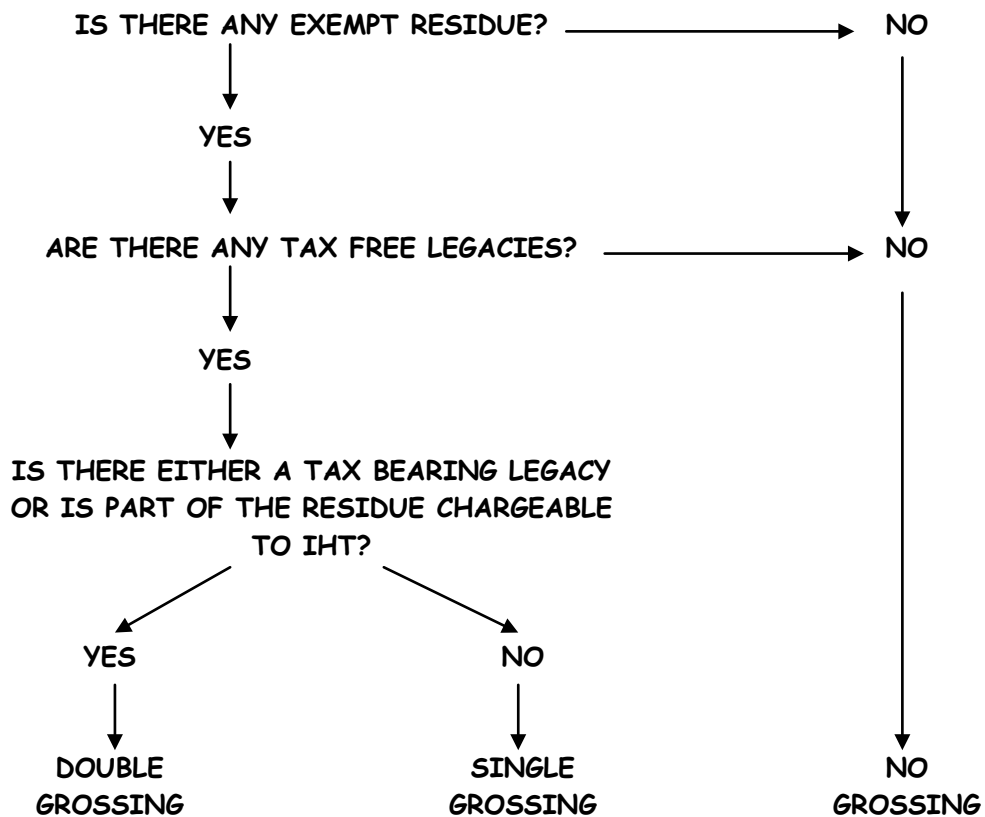 IS THERE ANY EXEMPT RESIDUE?
NO
YES
ARE THERE ANY TAX FREE LEGACIES?
NO
YES
IS THERE EITHER A TAX BEARING LEGACY
OR IS PART OF THE RESIDUE CHARGEABLE
TO IHT?
YES
NO
DOUBLE
GROSSING
SINGLE
GROSSING
NO
GROSSING